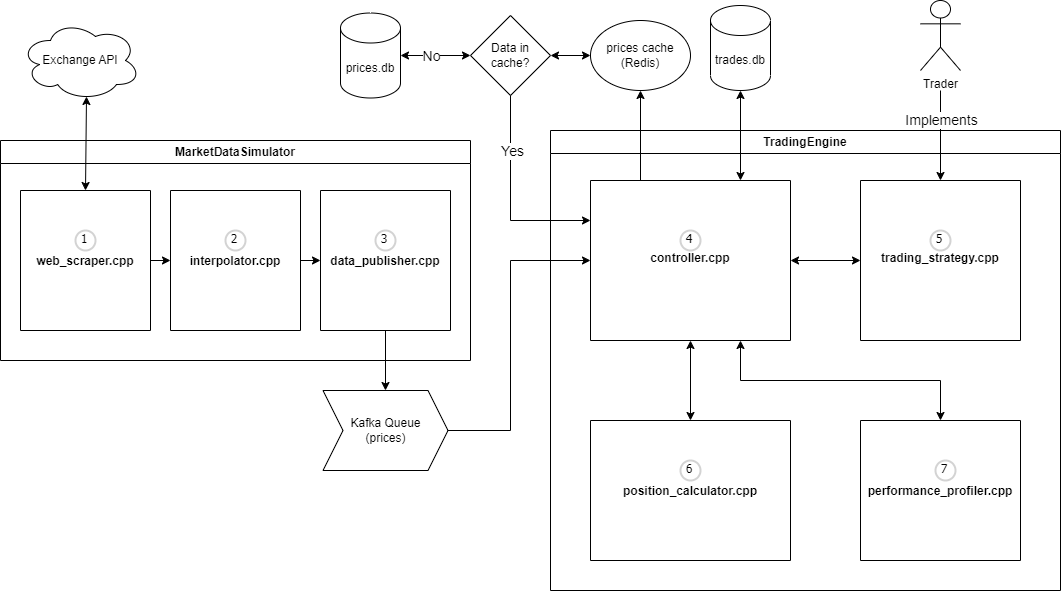 Exchange API
prices.db
No
Data in
cache?
prices cache
(Redis)
trades.db
Trader
Implements
Yes
MarketDataSimulator
1
web_scraper.cpp
2
interpolator.cpp
3
data_publisher.cpp
Kafka Queue
(prices)
TradingEngine
4
controller.cpp
5
trading_strategy.cpp
6
position_calculator.cpp
7
performance_profiler.cpp